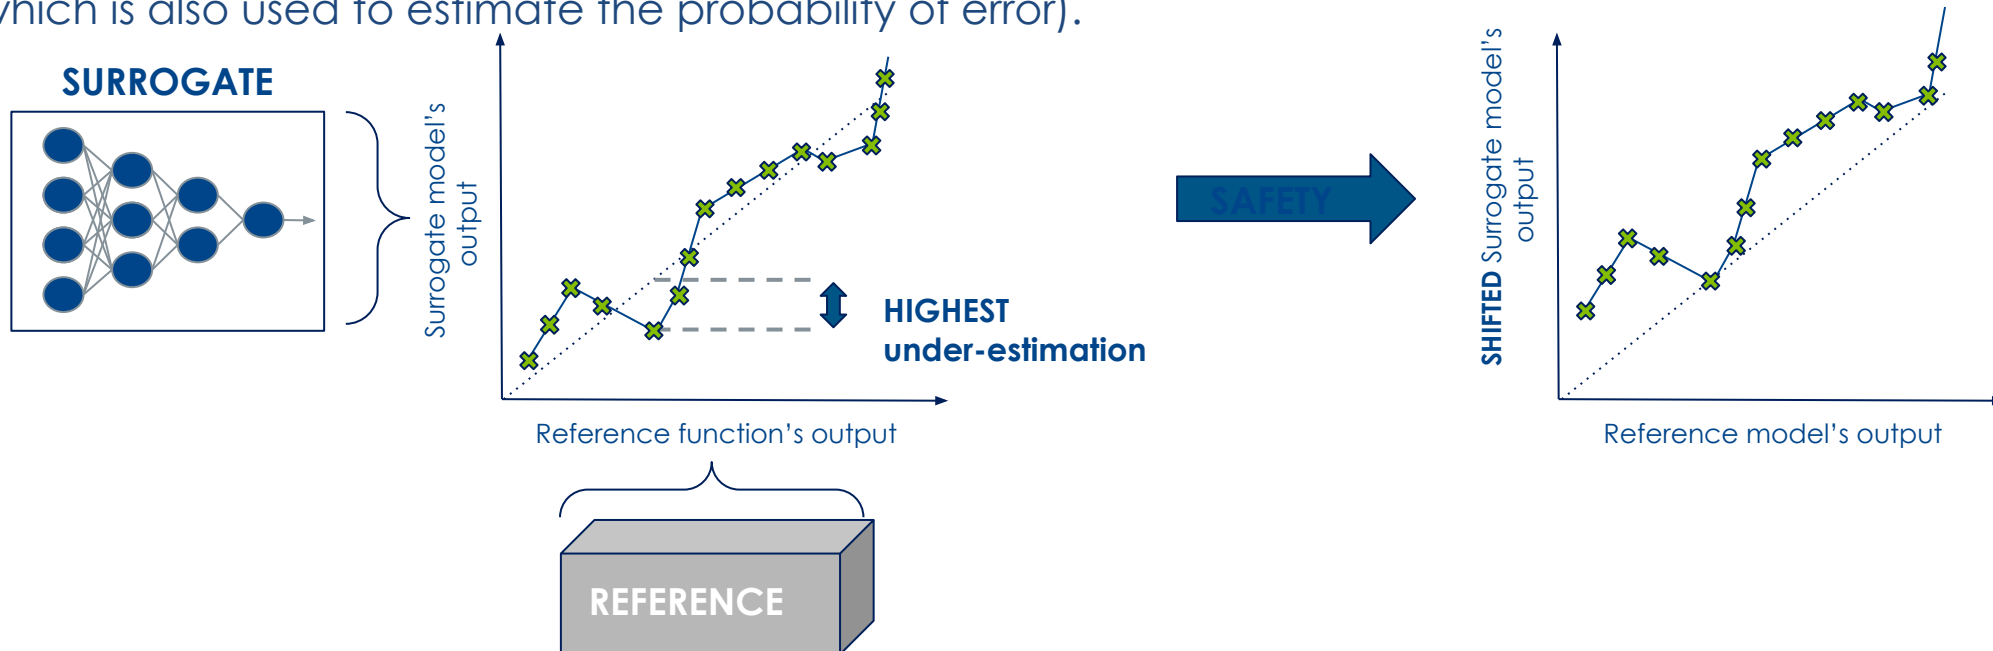 which is also used to estimate the probability of error).
SURROGATE
Surrogate model's
output
HIGHEST
under-estimation
Reference function's output
REFERENCE
SAFETY
SHIFTED Surrogate model's
output
Reference model's output